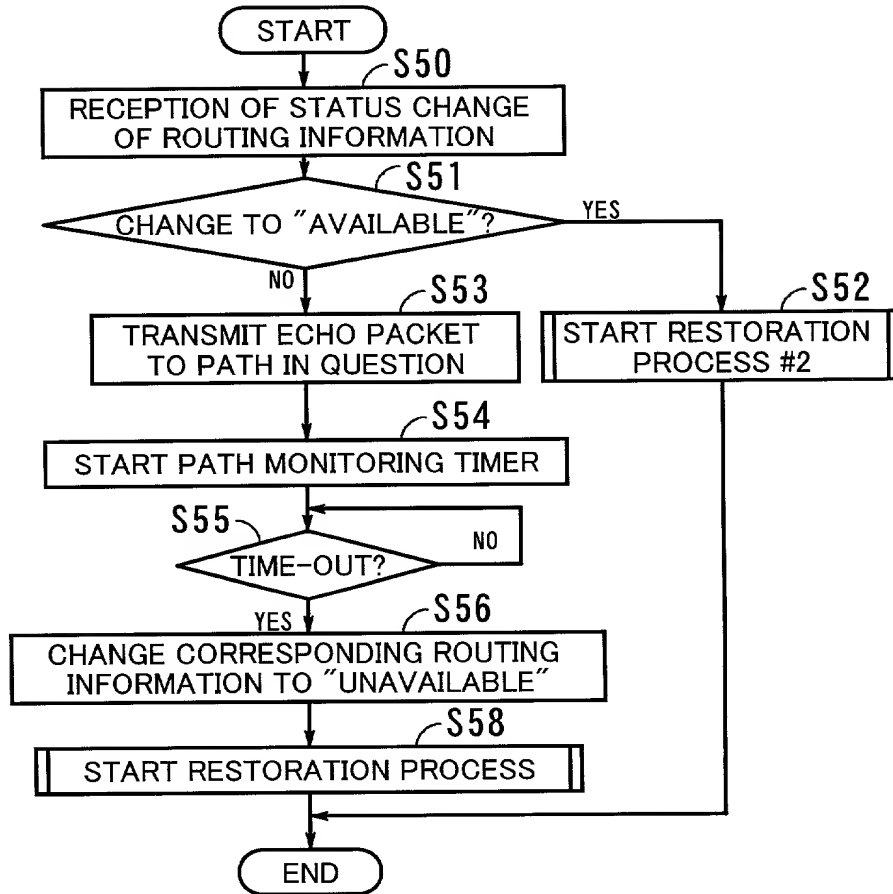 START
S50
RECEPTION OF STATUS CHANGE
OF ROUTING INFORMATION
S51
CHANGE TO "AVAILABLE"?
YES
NO
S53
TRANSMIT ECHO PACKET
TO PATH IN QUESTION
S52
START RESTORATION
PROCESS #2
S54
START PATH MONITORING TIMER
S55
TIME-OUT?
NO
YES
S56
CHANGE CORRESPONDING ROUTING
INFORMATION TO "UNAVAILABLE"
S58
START RESTORATION PROCESS
END